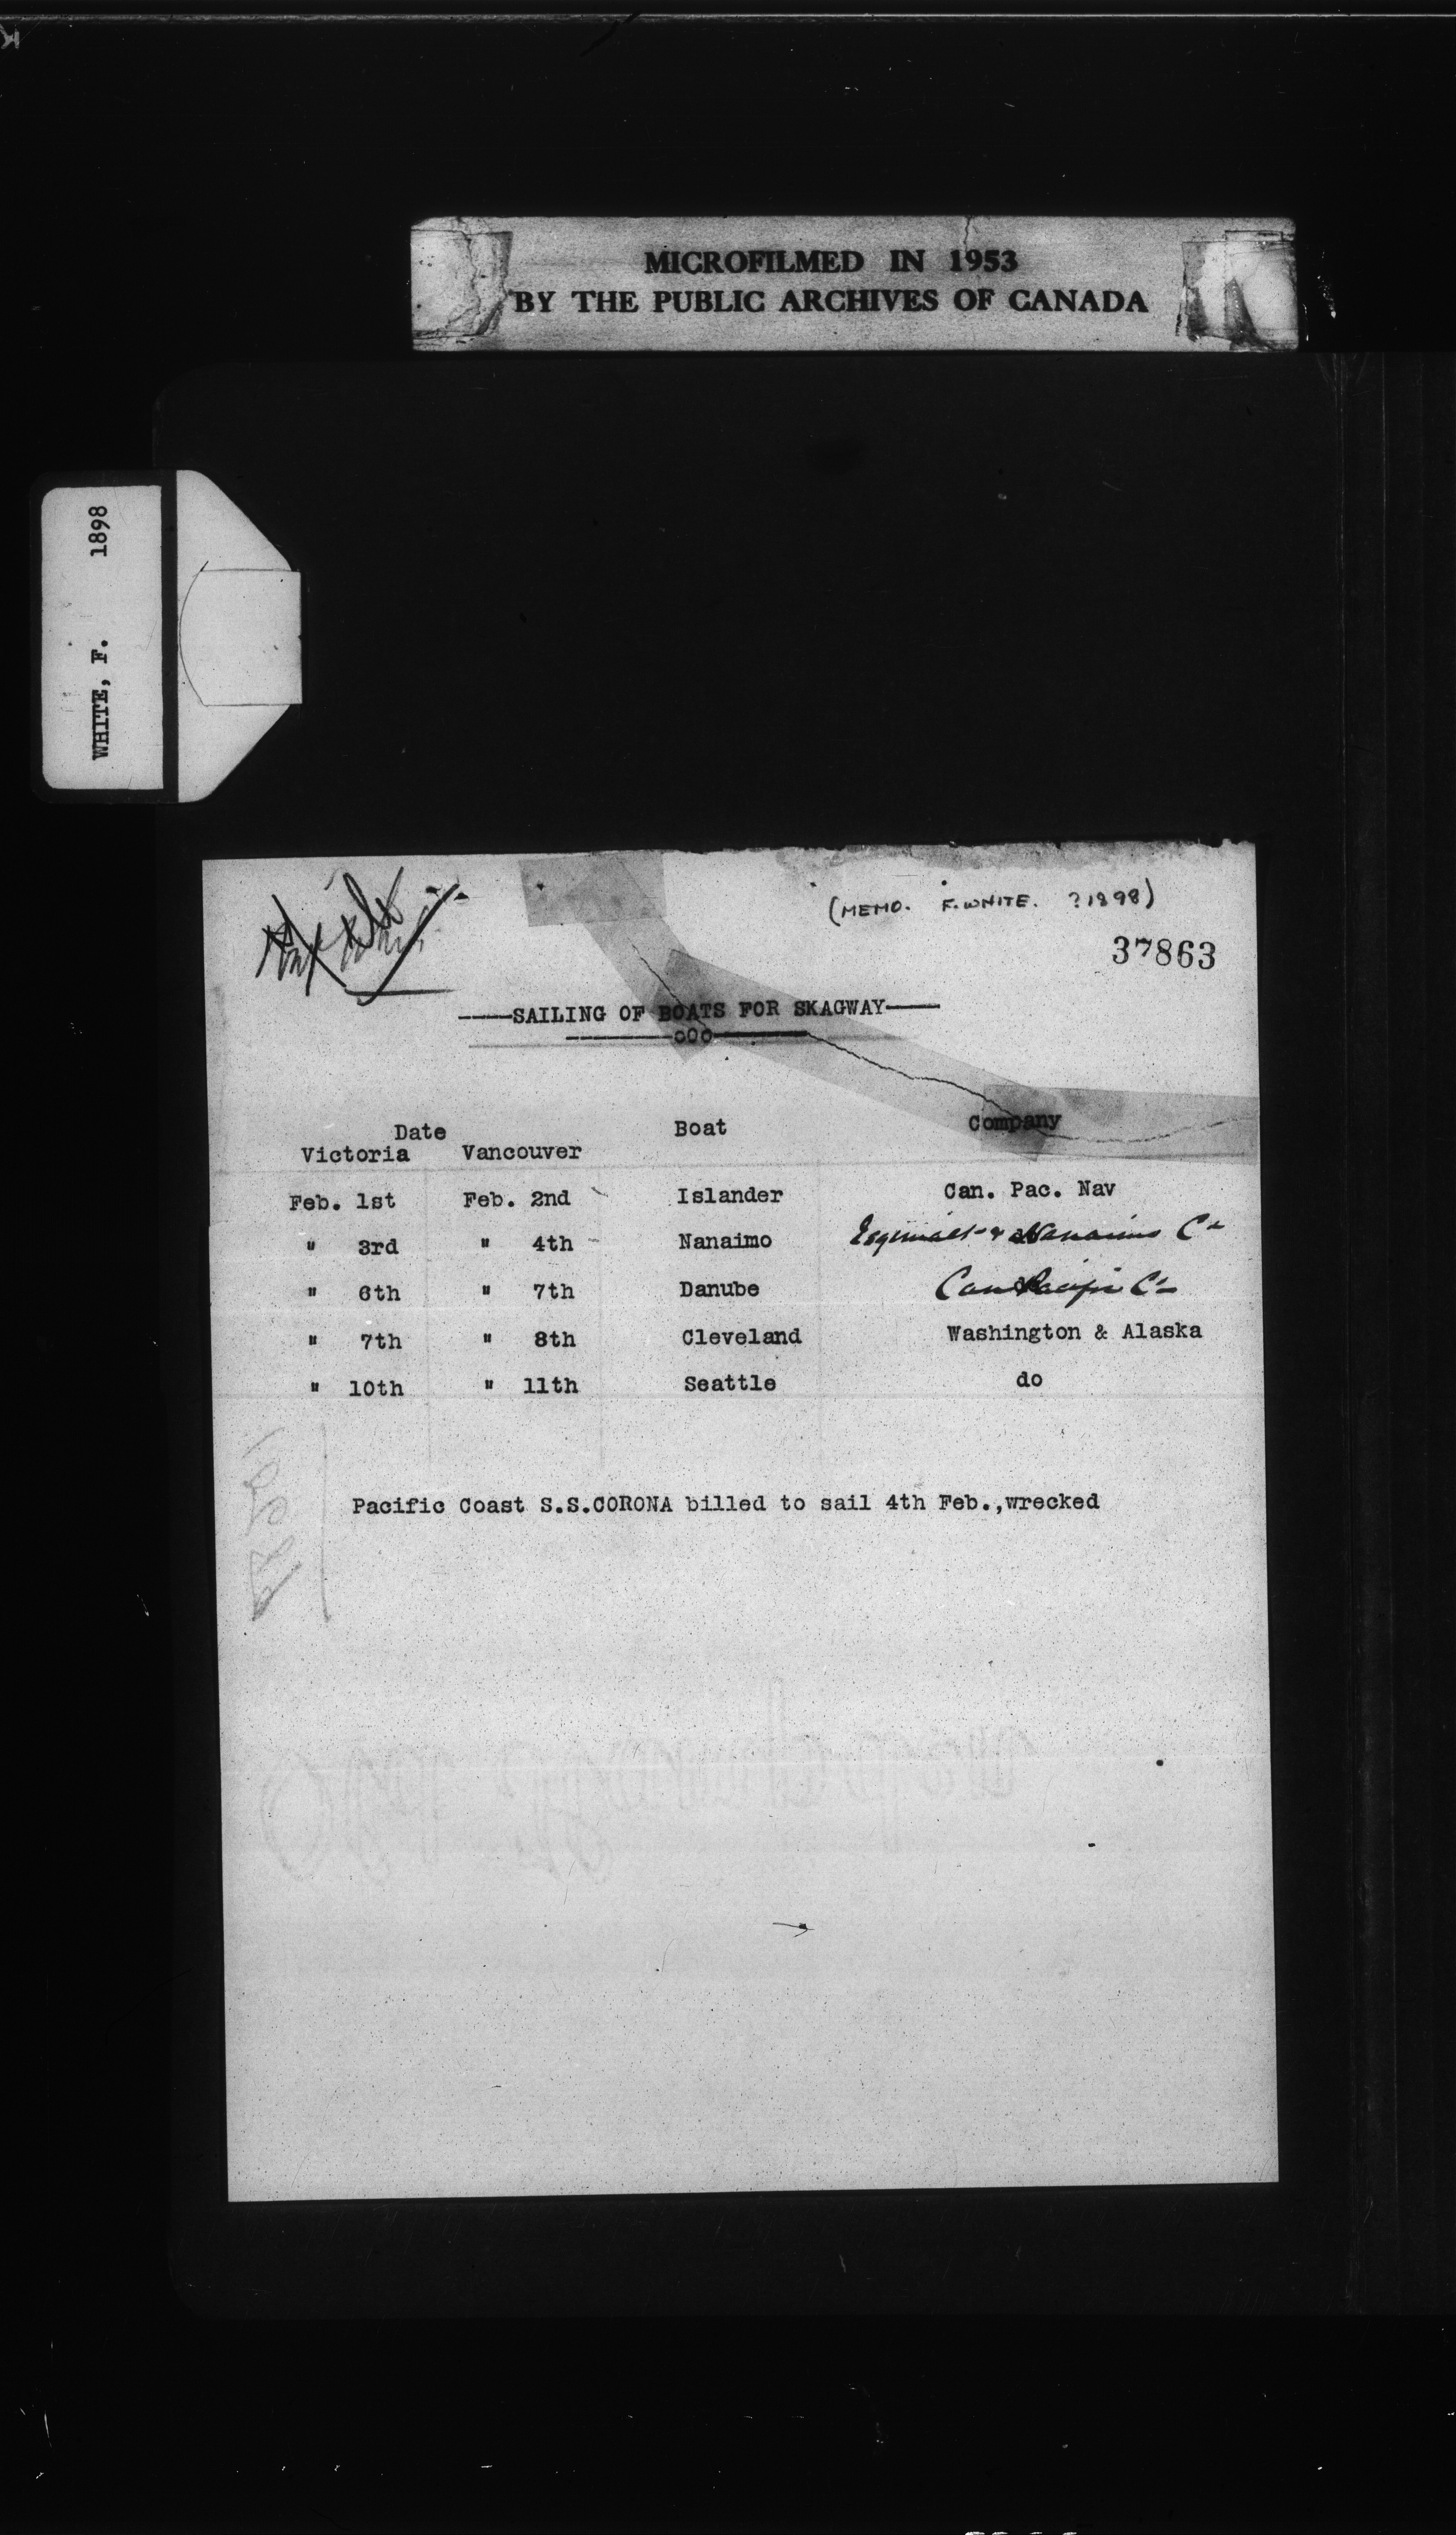 MICROFILMED IN 1953
BY THE PUBLIC ARCHIVES OF CANADA
WHITE, F. 1898
(MEMO. F. WHITE. ? 1898)
37863
----SAILING OF BOATS FOR SKAGWAY----
--------oOo--------
Date Boat Company
Victoria Vancouver
Feb. 1st Feb. 2nd Islander Can. Pac. Nav
" 3rd " 4th Nanaimo Esquimalt & Nanaimo Co
" 6th " 7th Danube Can Pacific Co
" 7th " 8th Cleveland Washington & Alaska
" 10th " 11th Seattle do
Pacific Coast S.S.CORONA billed to sail 4th Feb.,wrecked